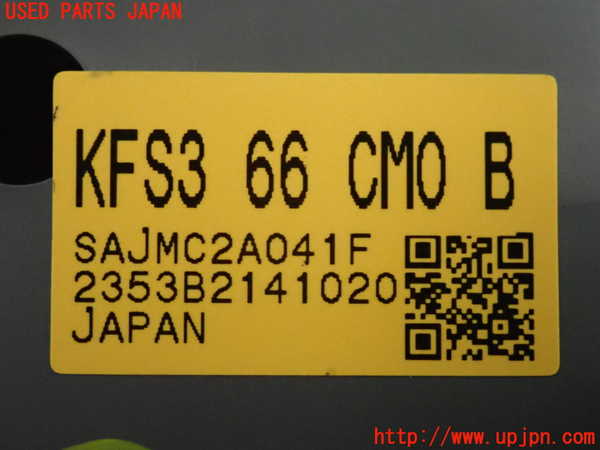 USED PARTS JAPAN
KFS3 66 CM0 B
SAJMC2A041F
2353B2141020
JAPAN
http://www.upjpn.com/